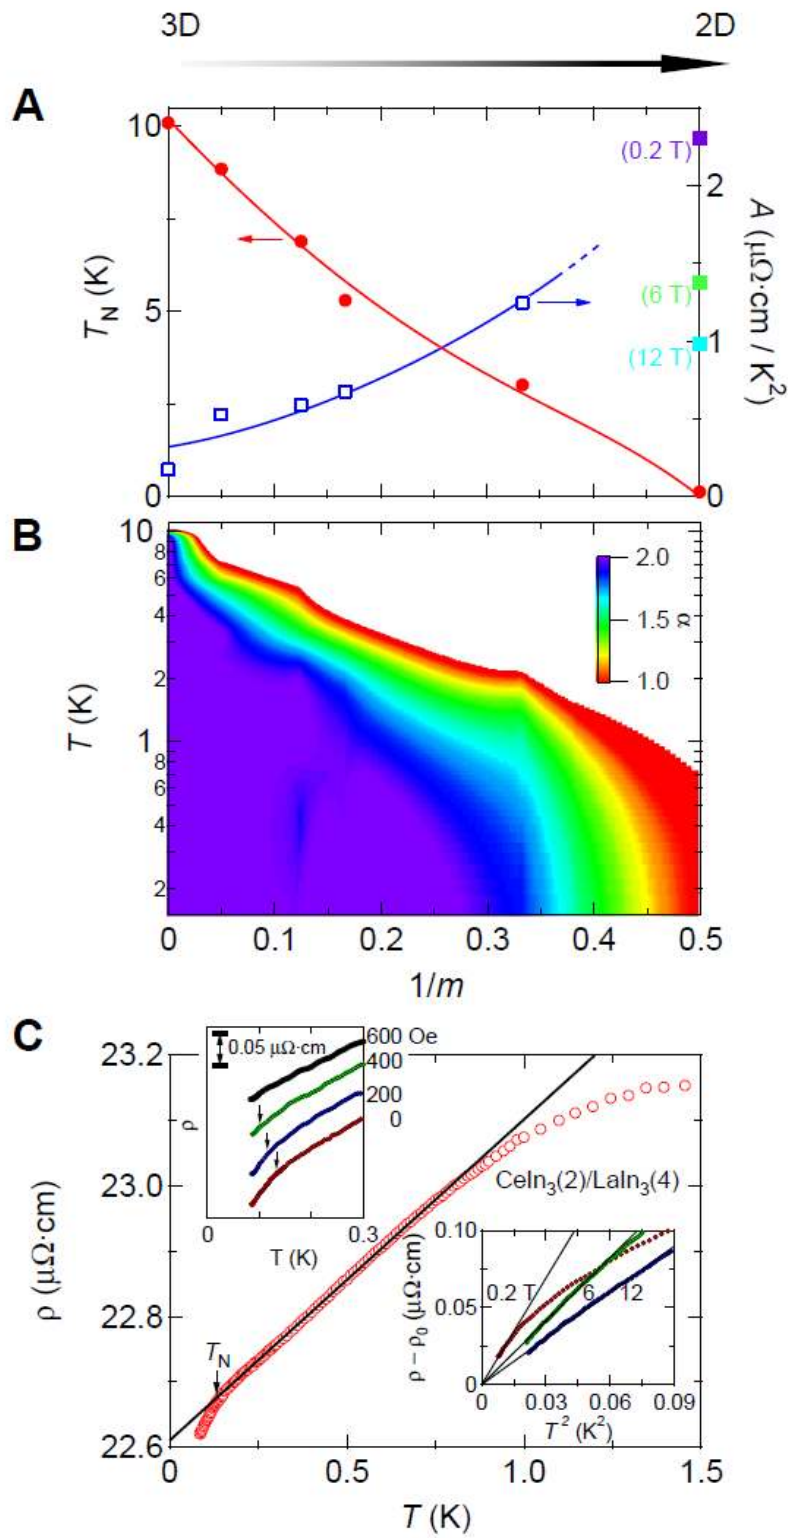 3D 2D
A
10
5
0
T_N (K)
(0.2 T)
(6 T)
(12 T)
2
1
0
A (μΩ·cm / K²)
B
10
8
6
4
2
1
8
6
4
2
T (K)
2.0
1.5
1.0
α
0 0.1 0.2 0.3 0.4 0.5
1/m
C
23.2
23.0
22.8
22.6
ρ (μΩ·cm)
0.05 μΩ·cm
600 Oe
400
200
0
ρ
0 0.3
T (K)
CeIn₃(2)/LaIn₃(4)
T_N
0.10
0.05
0
ρ − ρ₀ (μΩ·cm)
0.2 T 6 12
0 0.03 0.06 0.09
T² (K²)
0 0.5 1.0 1.5
T (K)